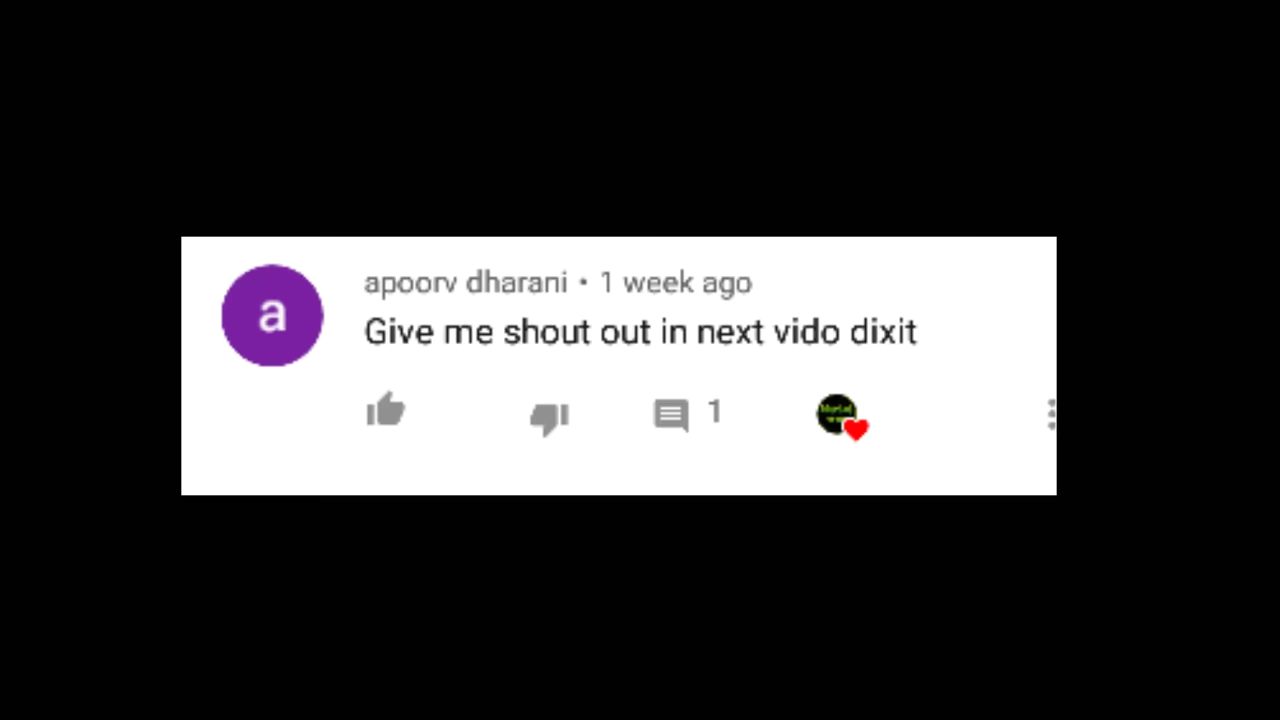 a
apoorv dharani • 1 week ago
Give me shout out in next vido dixit
1